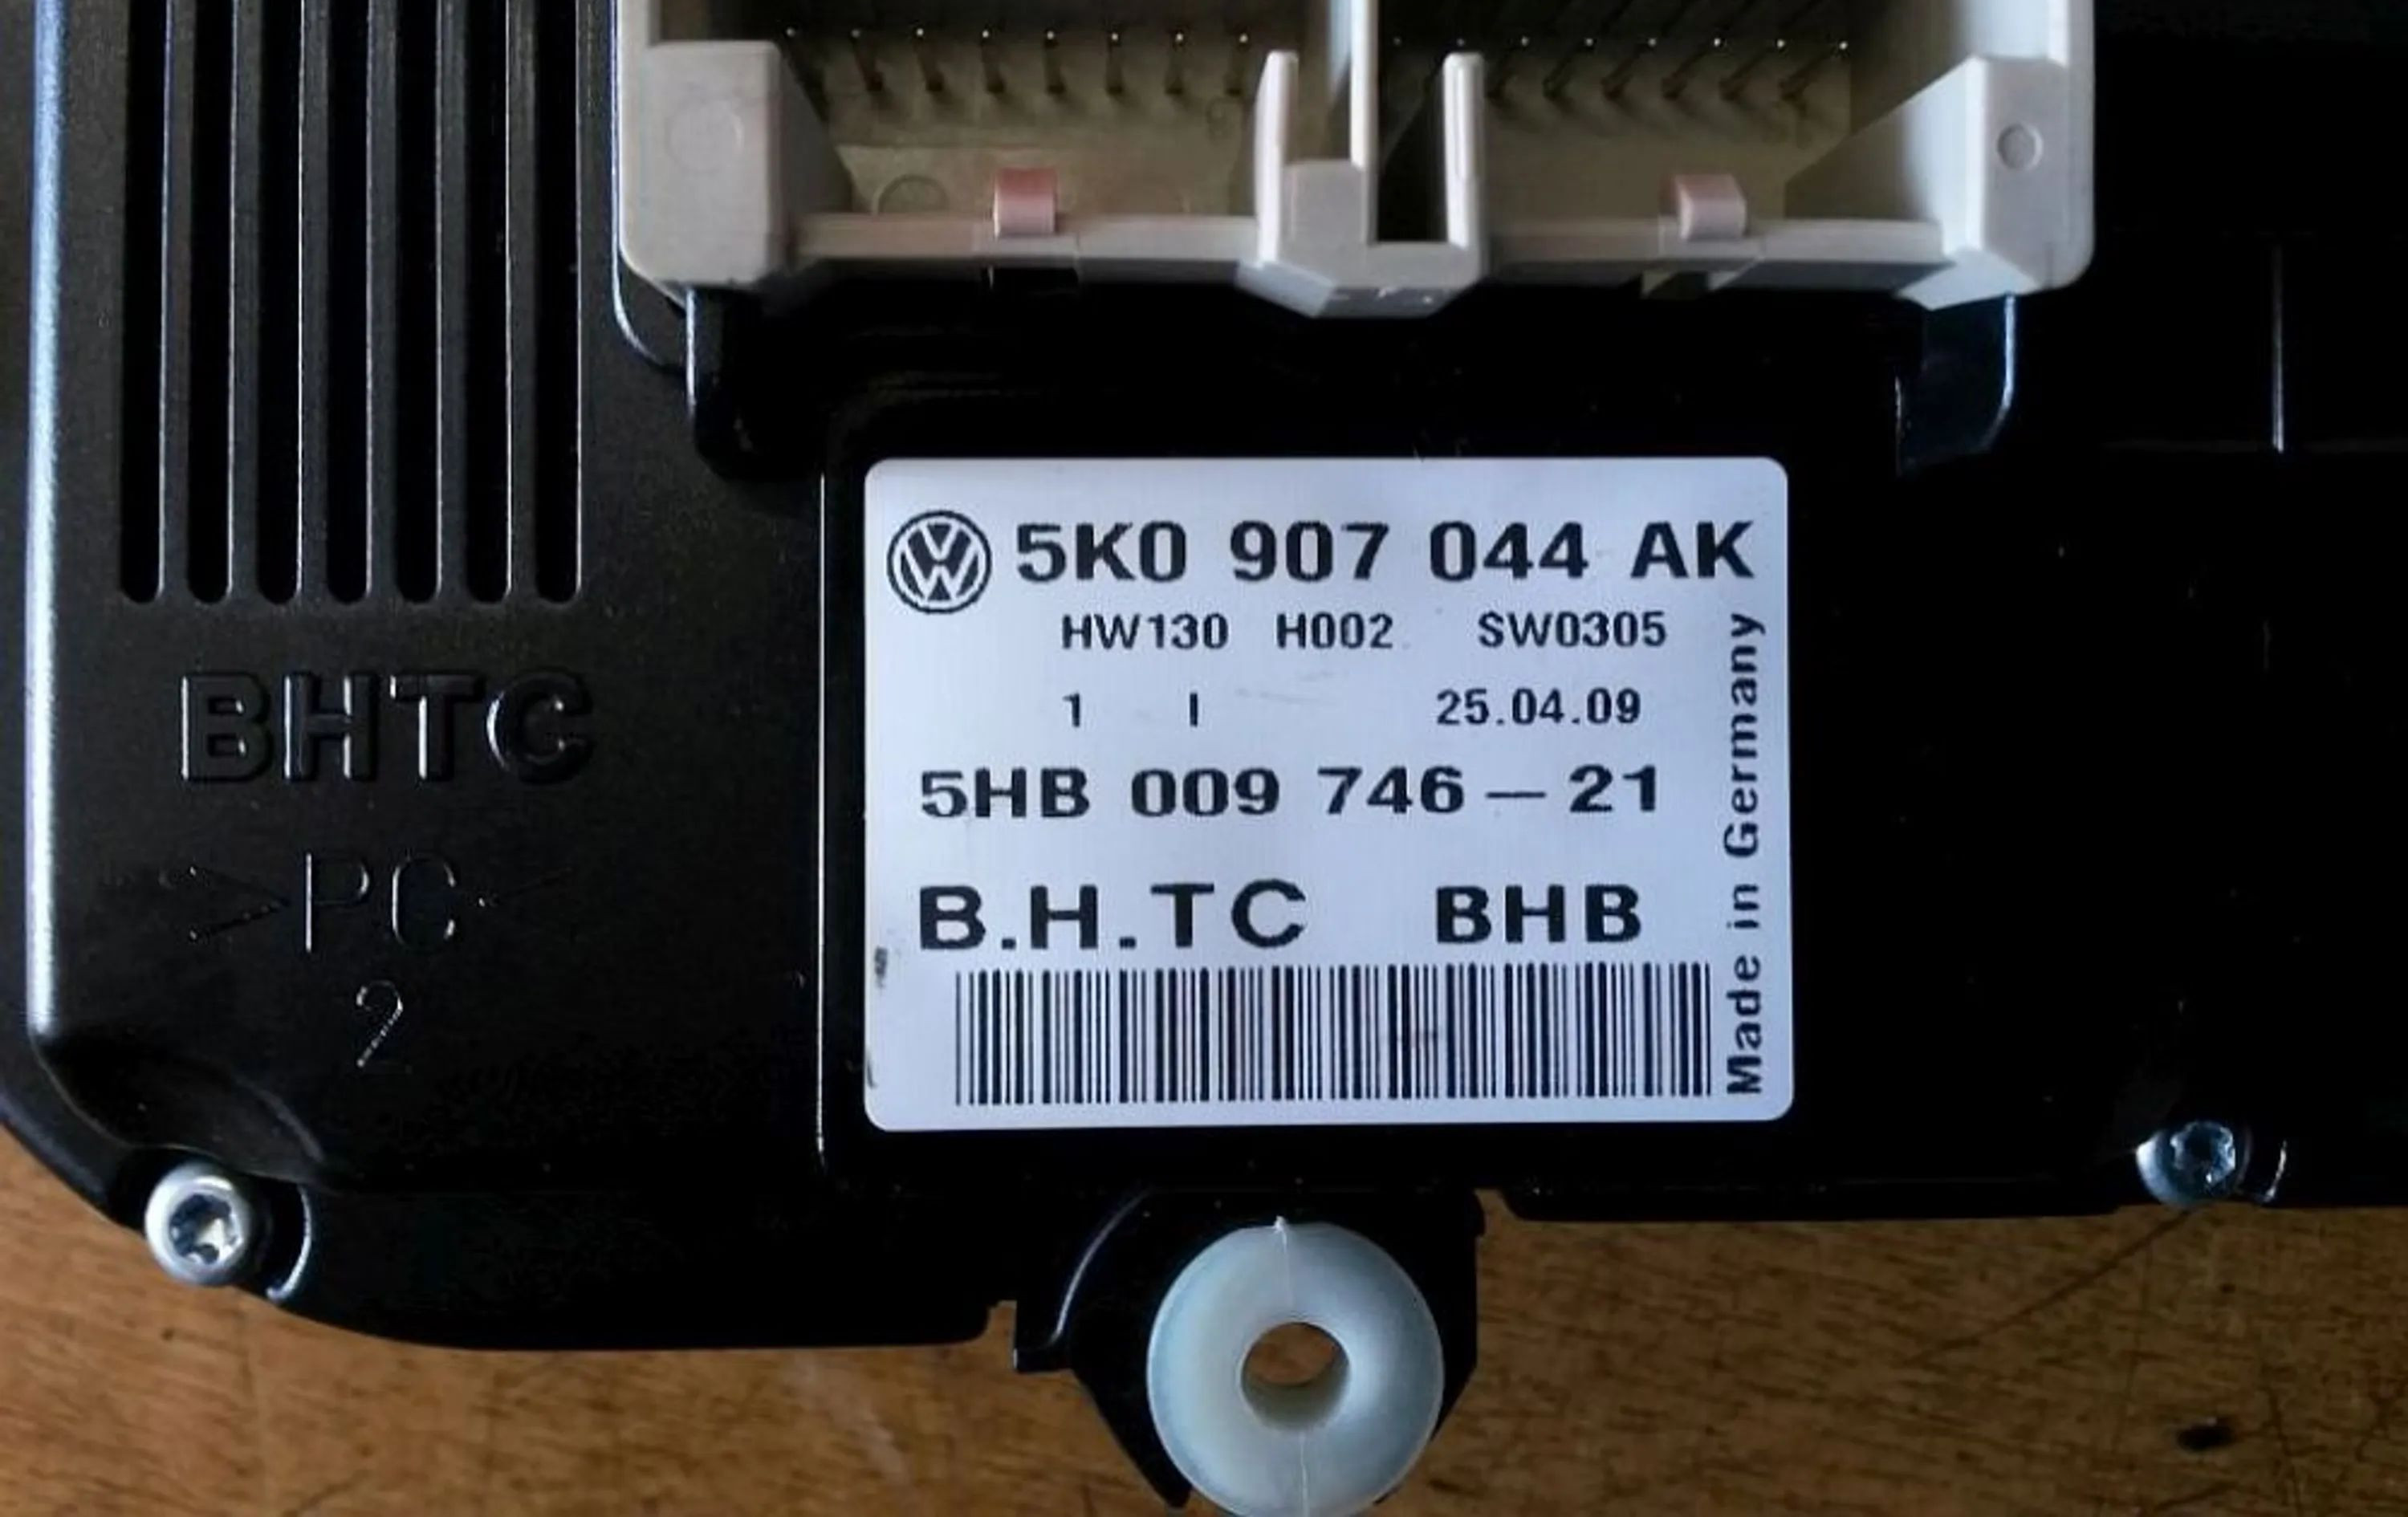 BHTC
>PC<
2
5K0 907 044 AK
HW130 H002 SW0305
1 I 25.04.09
5HB 009 746-21
B.H.TC BHB
Made in Germany